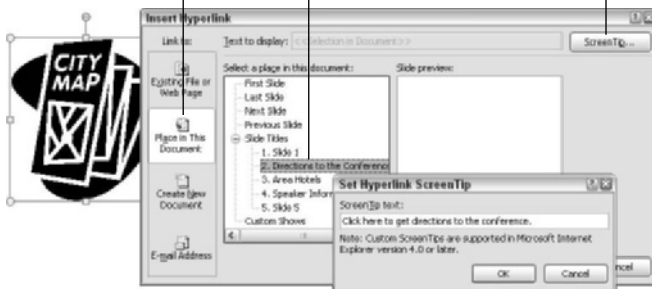 CITY
MAP
Insert Hyperlink
Link to:
Text to display: <<Selection in Document>>
ScreenTip...
Existing File or
Web Page
Place in This
Document
Create New
Document
E-mail Address
Select a place in this document:
Slide preview:
First Slide
Last Slide
Next Slide
Previous Slide
Slide Titles
1. Slide 1
2. Directions to the Conferenc
3. Area Hotels
4. Speaker Inform
5. Slide 5
Custom Shows
Set Hyperlink ScreenTip
ScreenTip text:
Click here to get directions to the conference.
Note: Custom ScreenTips are supported in Microsoft Internet
Explorer version 4.0 or later.
OK Cancel
ncel